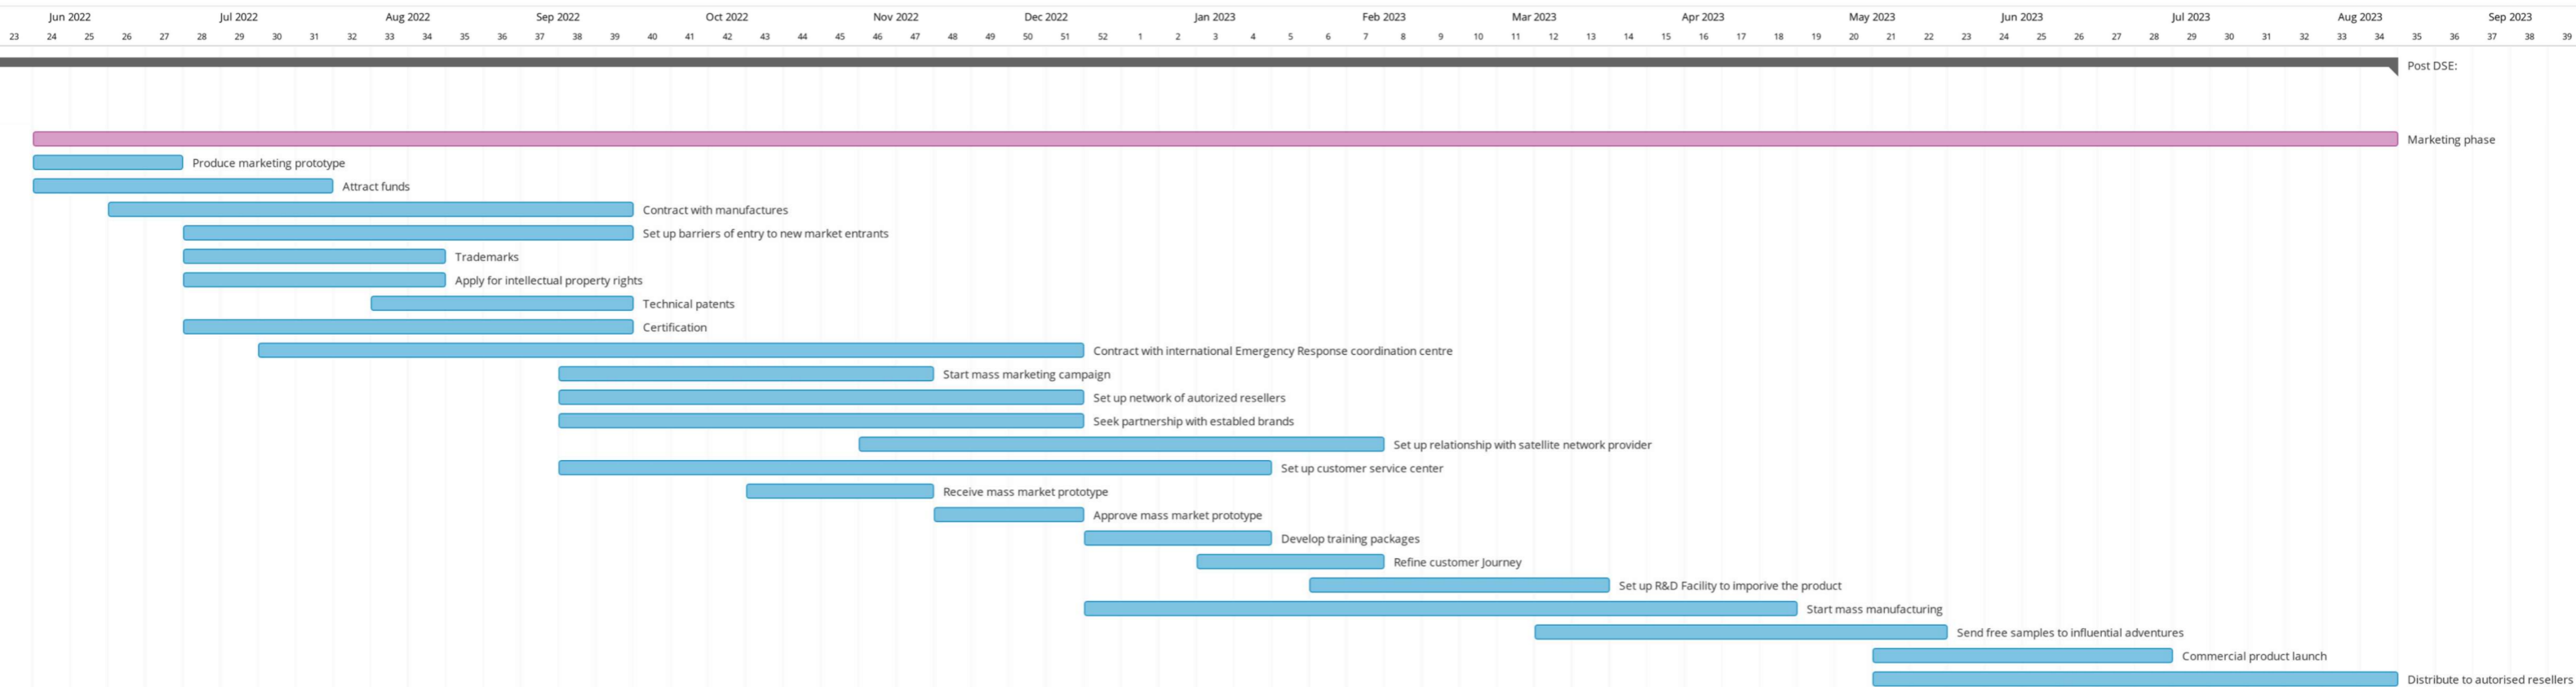 Jun 2022 Jul 2022 Aug 2022 Sep 2022 Oct 2022 Nov 2022 Dec 2022 Jan 2023 Feb 2023 Mar 2023 Apr 2023 May 2023 Jun 2023 Jul 2023 Aug 2023 Sep 2023
23 24 25 26 27 28 29 30 31 32 33 34 35 36 37 38 39 40 41 42 43 44 45 46 47 48 49 50 51 52 1 2 3 4 5 6 7 8 9 10 11 12 13 14 15 16 17 18 19 20 21 22 23 24 25 26 27 28 29 30 31 32 33 34 35 36 37 38 39
Post DSE:
Marketing phase
Produce marketing prototype
Attract funds
Contract with manufactures
Set up barriers of entry to new market entrants
Trademarks
Apply for intellectual property rights
Technical patents
Certification
Contract with international Emergency Response coordination centre
Start mass marketing campaign
Set up network of autorized resellers
Seek partnership with establed brands
Set up relationship with satellite network provider
Set up customer service center
Receive mass market prototype
Approve mass market prototype
Develop training packages
Refine customer Journey
Set up R&D Facility to imporive the product
Start mass manufacturing
Send free samples to influential adventures
Commercial product launch
Distribute to autorised resellers